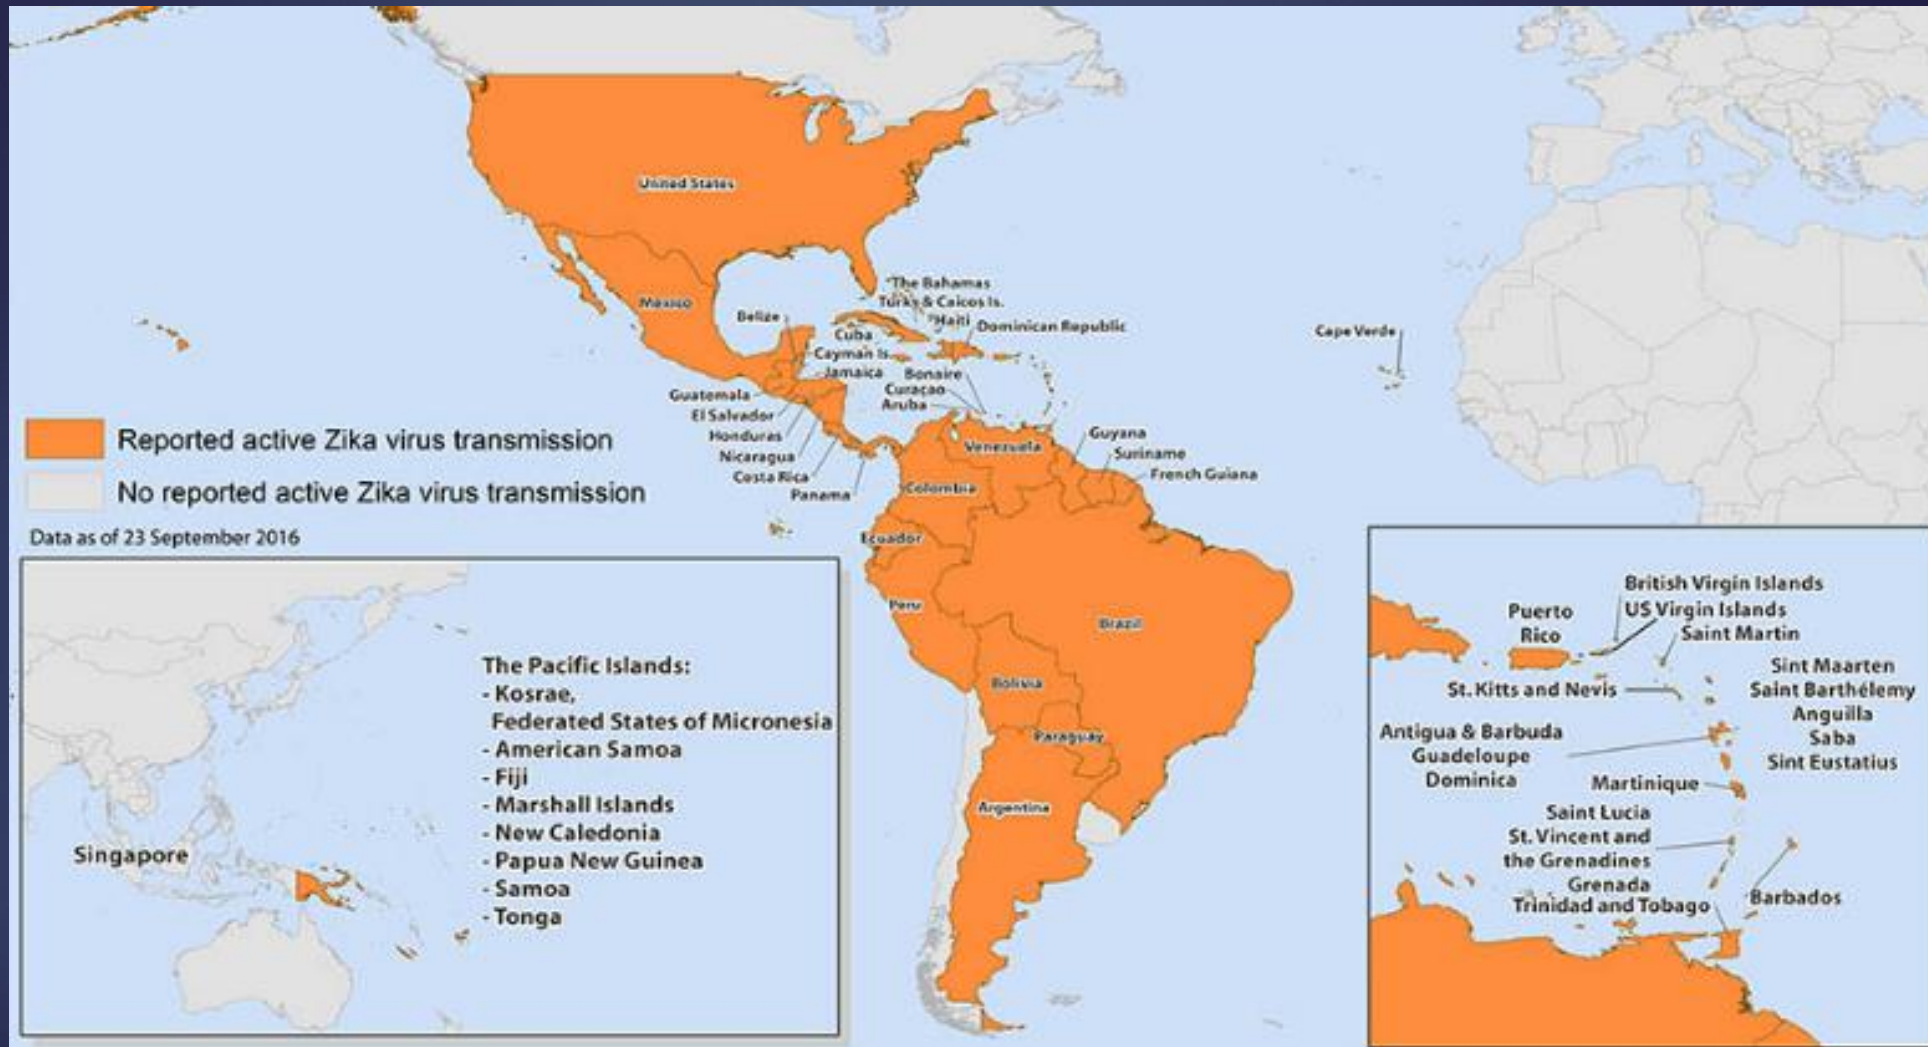 United States
Mexico
*The Bahamas
Turks & Caicos Is.
*Haiti
Dominican Republic
Belize
Cuba
Cayman Is.
Jamaica
Bonaire
Curaçao
Aruba
Guatemala
El Salvador
Honduras
Nicaragua
Costa Rica
Panama
Cape Verde
Venezuela
Guyana
Suriname
French Guiana
Colombia
Ecuador
Peru
Brazil
Bolivia
Paraguay
Argentina
Reported active Zika virus transmission
No reported active Zika virus transmission
Data as of 23 September 2016
The Pacific Islands:
- Kosrae,
Federated States of Micronesia
- American Samoa
- Fiji
- Marshall Islands
- New Caledonia
- Papua New Guinea
- Samoa
- Tonga
Singapore
British Virgin Islands
US Virgin Islands
Saint Martin
Puerto
Rico
Sint Maarten
Saint Barthélemy
Anguilla
Saba
Sint Eustatius
St. Kitts and Nevis
Antigua & Barbuda
Guadeloupe
Dominica
Martinique
Saint Lucia
St. Vincent and
the Grenadines
Grenada
Trinidad and Tobago
Barbados